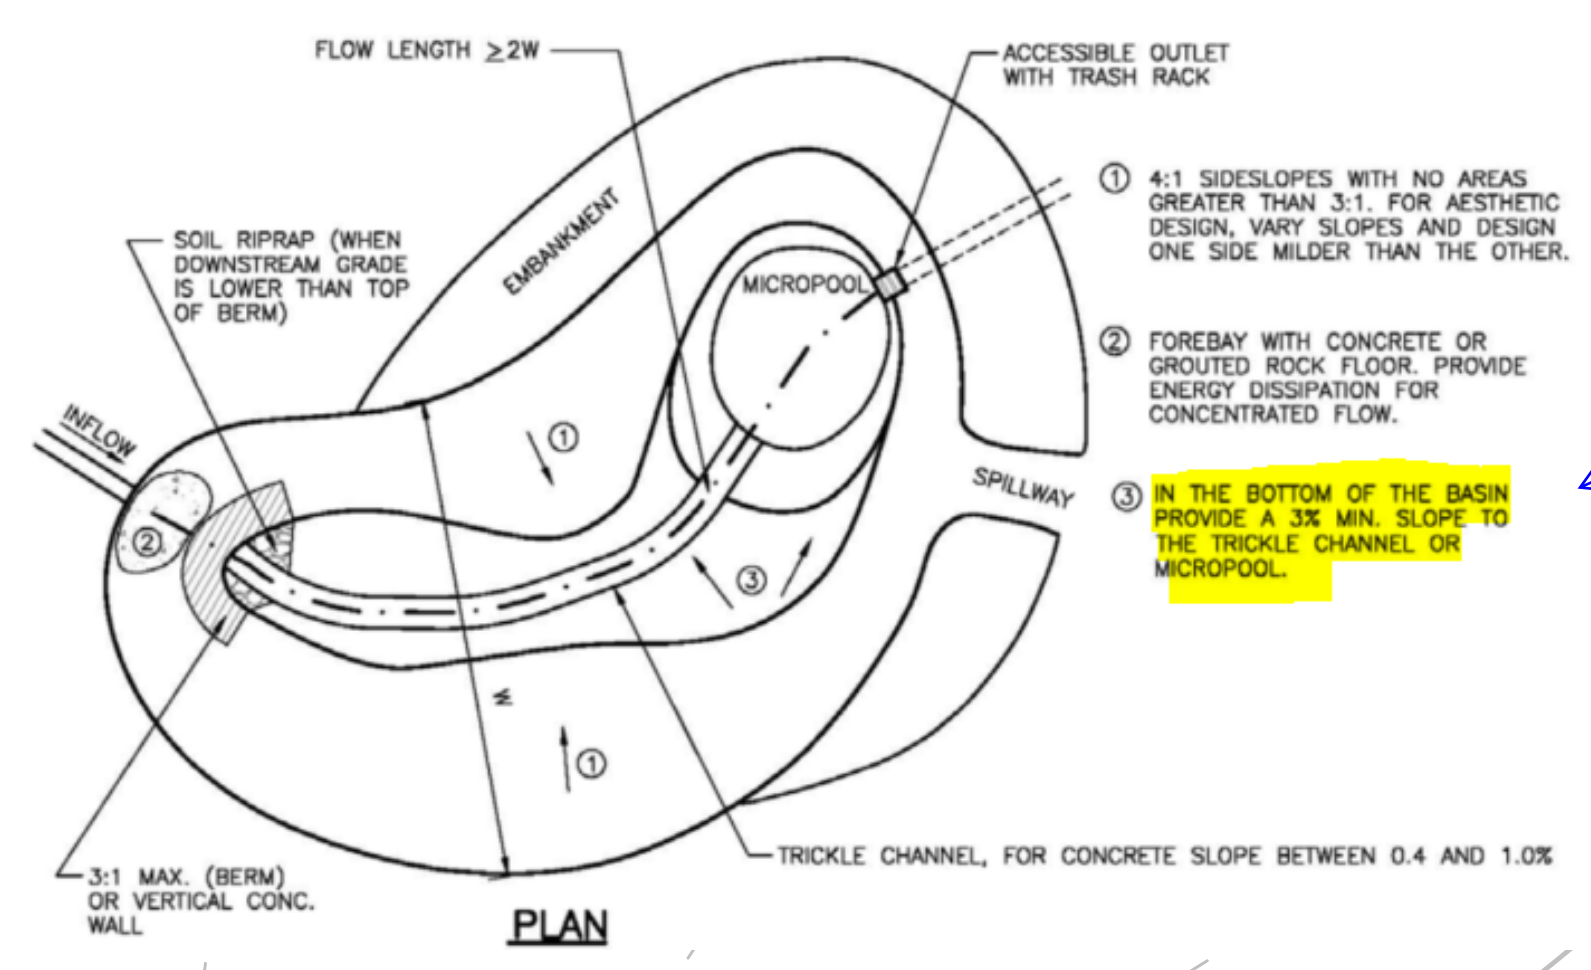 FLOW LENGTH ≥2W
ACCESSIBLE OUTLET
WITH TRASH RACK
① 4:1 SIDESLOPES WITH NO AREAS
GREATER THAN 3:1. FOR AESTHETIC
DESIGN, VARY SLOPES AND DESIGN
ONE SIDE MILDER THAN THE OTHER.
EMBANKMENT
SOIL RIPRAP (WHEN
DOWNSTREAM GRADE
IS LOWER THAN TOP
OF BERM)
MICROPOOL
② FOREBAY WITH CONCRETE OR
GROUTED ROCK FLOOR. PROVIDE
ENERGY DISSIPATION FOR
CONCENTRATED FLOW.
INFLOW
①
SPILLWAY
③ IN THE BOTTOM OF THE BASIN
PROVIDE A 3% MIN. SLOPE TO
THE TRICKLE CHANNEL OR
MICROPOOL.
②
③
W
①
TRICKLE CHANNEL, FOR CONCRETE SLOPE BETWEEN 0.4 AND 1.0%
3:1 MAX. (BERM)
OR VERTICAL CONC.
WALL
PLAN